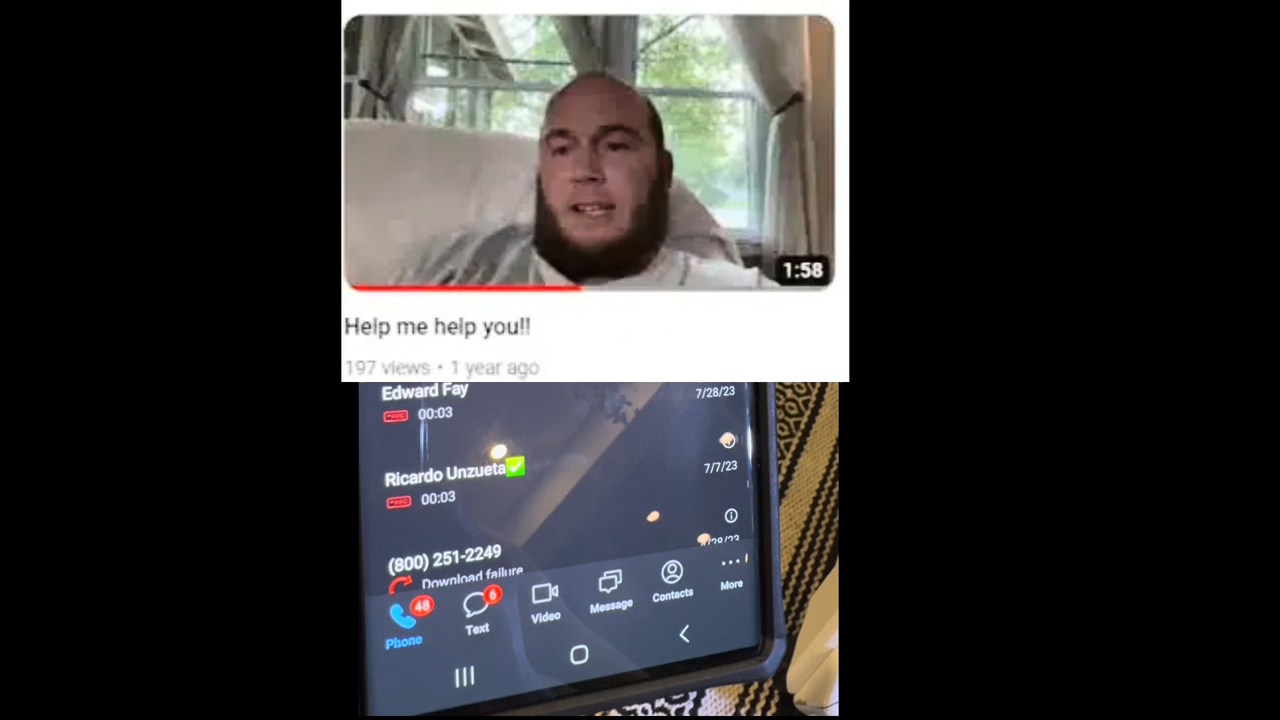 1:58
Help me help you!!
197 views • 1 year ago
Edward Fay
7/28/23
00:03
Ricardo Unzueta✅
7/7/23
00:03
(800) 251-2249
Download failure
48
6
Phone
Text
Video
Message
Contacts
More